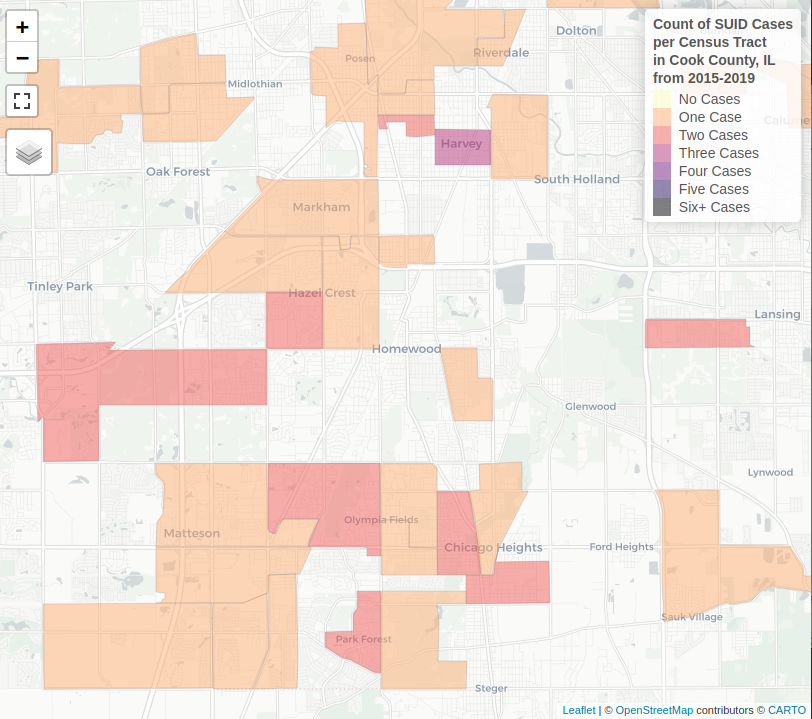 +
−
Count of SUID Cases
per Census Tract
in Cook County, IL
from 2015-2019
No Cases
One Case
Two Cases
Three Cases
Four Cases
Five Cases
Six+ Cases
Dolton
Riverdale
Posen
Midlothian
Calume
Harvey
Oak Forest
South Holland
Markham
Tinley Park
Hazel Crest
Lansing
Homewood
Glenwood
Lynwood
Olympia Fields
Matteson
Chicago Heights
Ford Heights
Sauk Village
Park Forest
Steger
Leaflet | © OpenStreetMap contributors © CARTO